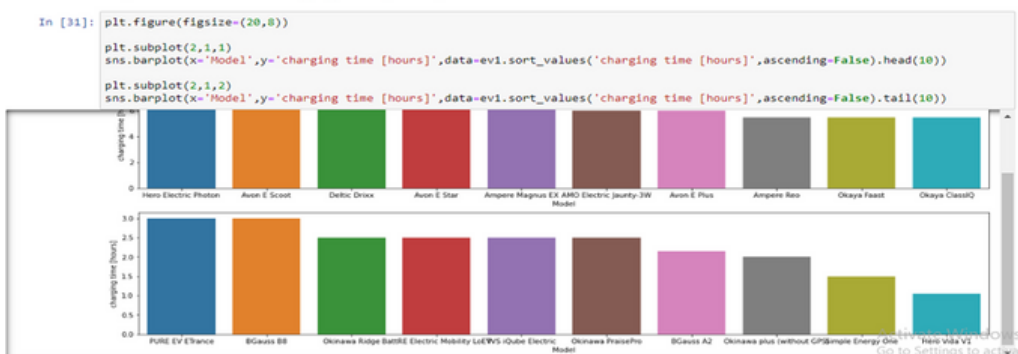 In [31]: plt.figure(figsize=(20,8))
plt.subplot(2,1,1)
sns.barplot(x='Model',y='charging time [hours]',data=ev1.sort_values('charging time [hours]',ascending=False).head(10))
plt.subplot(2,1,2)
sns.barplot(x='Model',y='charging time [hours]',data=ev1.sort_values('charging time [hours]',ascending=False).tail(10))
charging time [h
4
2
0
Hero Electric Photon Avon E Scoot Deltic Drixx Avon E Star Ampere Magnus EX AMO Electric Jaunty-3W Avon E Plus Ampere Reo Okaya Faast Okaya ClassIQ
Model
charging time [hours]
3.0
2.5
2.0
1.5
1.0
0.5
0.0
PURE EV ETrance BGauss B8 Okinawa Ridge Batt RE Electric Mobility LoEV TVS iQube Electric Okinawa PraisePro BGauss A2 Okinawa plus (without GPS Simple Energy One Hero Vida V1
Model
Activate Windows
Go to Settings to activa